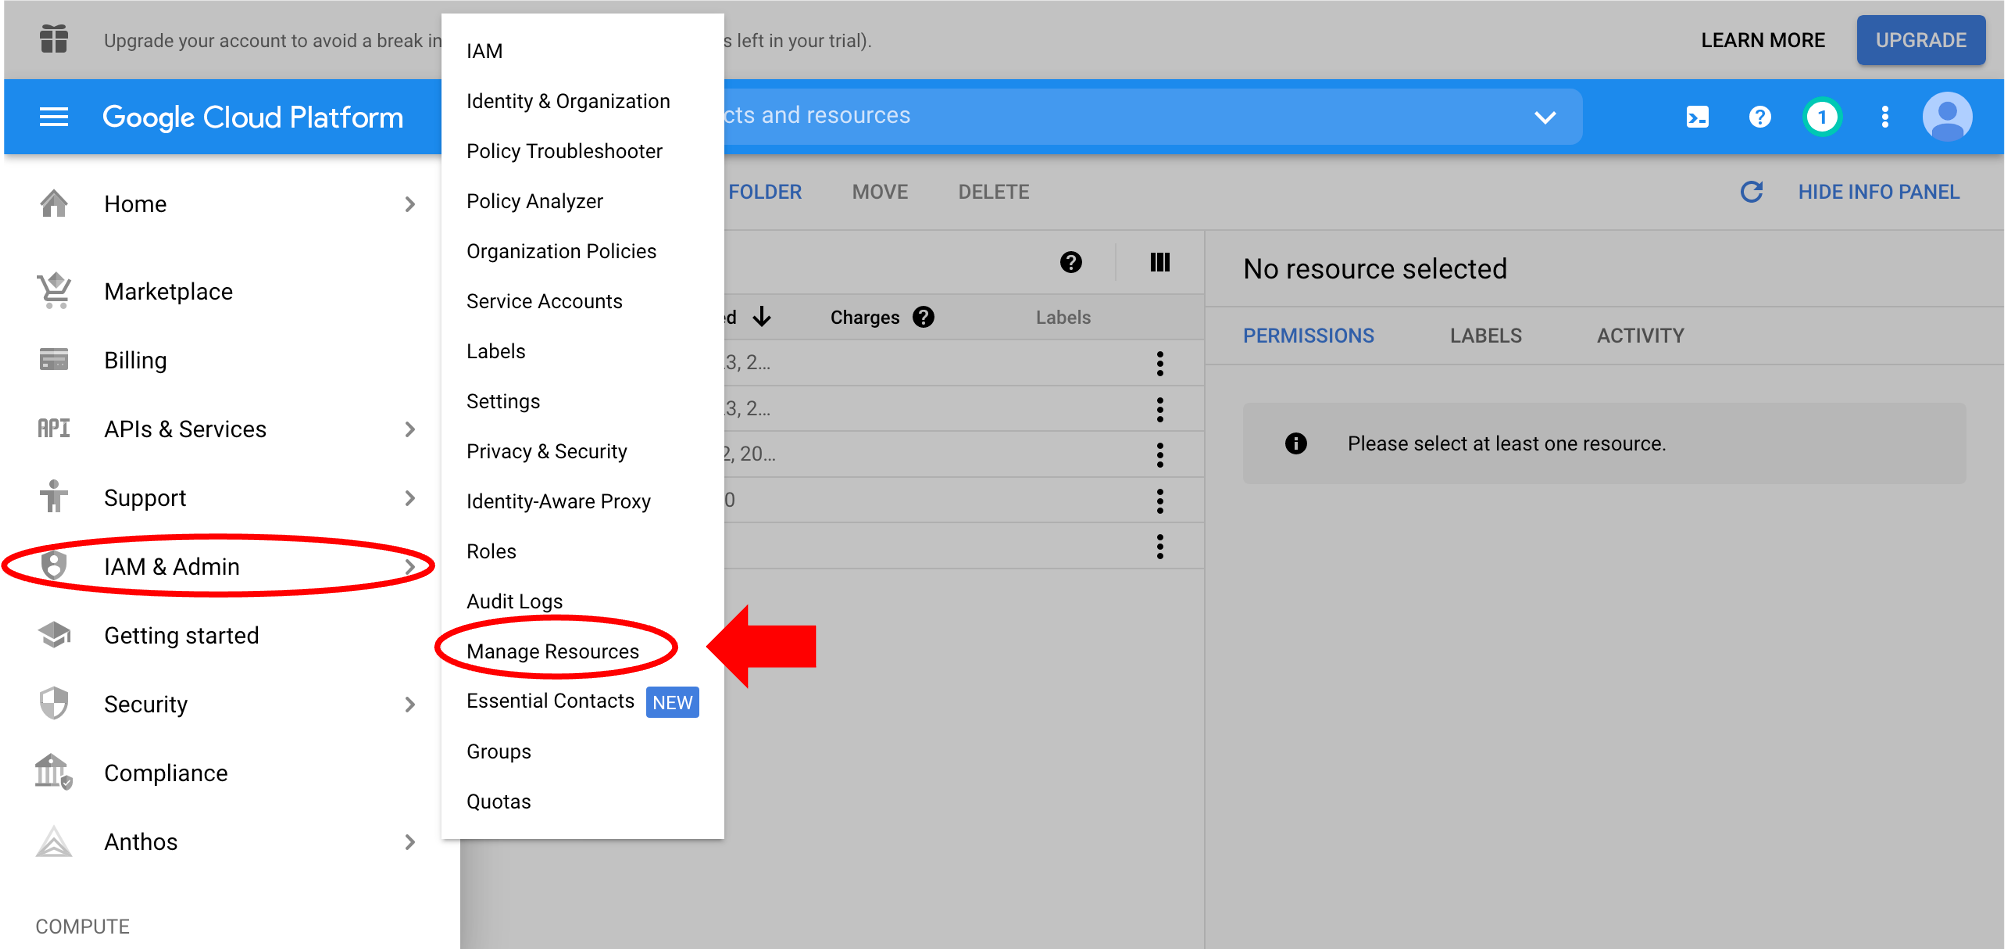 Upgrade your account to avoid a break in
left in your trial).
LEARN MORE
UPGRADE
Google Cloud Platform
and resources
1
Home
Marketplace
Billing
API
APIs & Services
Support
IAM & Admin
Getting started
Security
Compliance
Anthos
COMPUTE
IAM
Identity & Organization
Policy Troubleshooter
Policy Analyzer
Organization Policies
Service Accounts
Labels
Settings
Privacy & Security
Identity-Aware Proxy
Roles
Audit Logs
Manage Resources
Essential Contacts NEW
Groups
Quotas
FOLDER
MOVE
DELETE
HIDE INFO PANEL
Charges
Labels
3, 2...
3, 2...
2, 20...
0
No resource selected
PERMISSIONS
LABELS
ACTIVITY
Please select at least one resource.